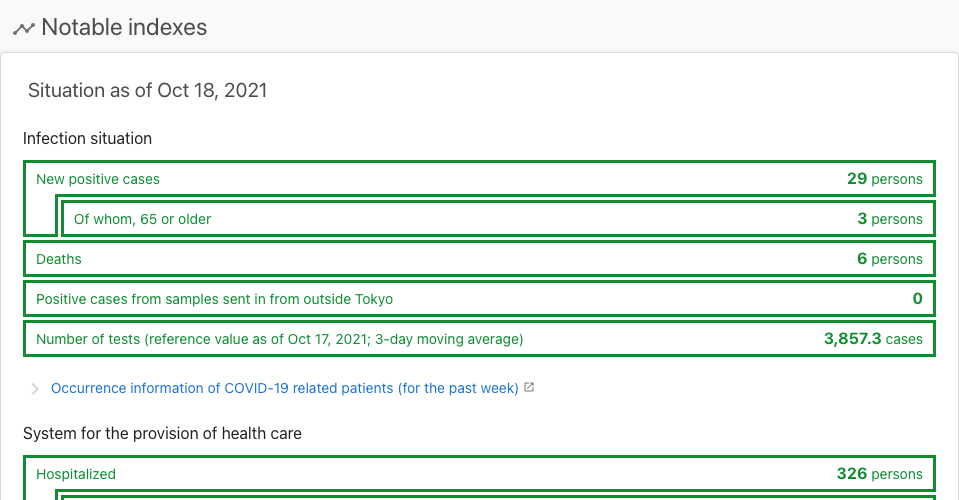 Notable indexes
Situation as of Oct 18, 2021
Infection situation
New positive cases 29 persons
Of whom, 65 or older 3 persons
Deaths 6 persons
Positive cases from samples sent in from outside Tokyo 0
Number of tests (reference value as of Oct 17, 2021; 3-day moving average) 3,857.3 cases
Occurrence information of COVID-19 related patients (for the past week)
System for the provision of health care
Hospitalized 326 persons